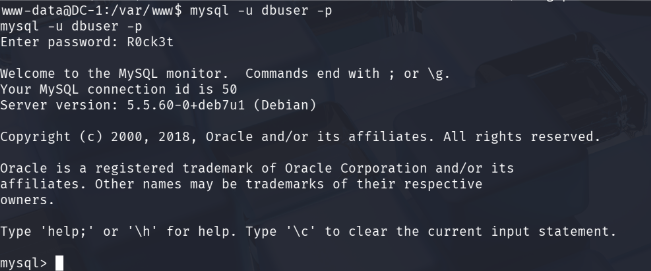 www-data@DC-1:/var/www$ mysql -u dbuser -p
mysql -u dbuser -p
Enter password: R0ck3t
Welcome to the MySQL monitor.  Commands end with ; or \g.
Your MySQL connection id is 50
Server version: 5.5.60-0+deb7u1 (Debian)
Copyright (c) 2000, 2018, Oracle and/or its affiliates. All rights reserved.
Oracle is a registered trademark of Oracle Corporation and/or its
affiliates. Other names may be trademarks of their respective
owners.
Type 'help;' or '\h' for help. Type '\c' to clear the current input statement.
mysql>